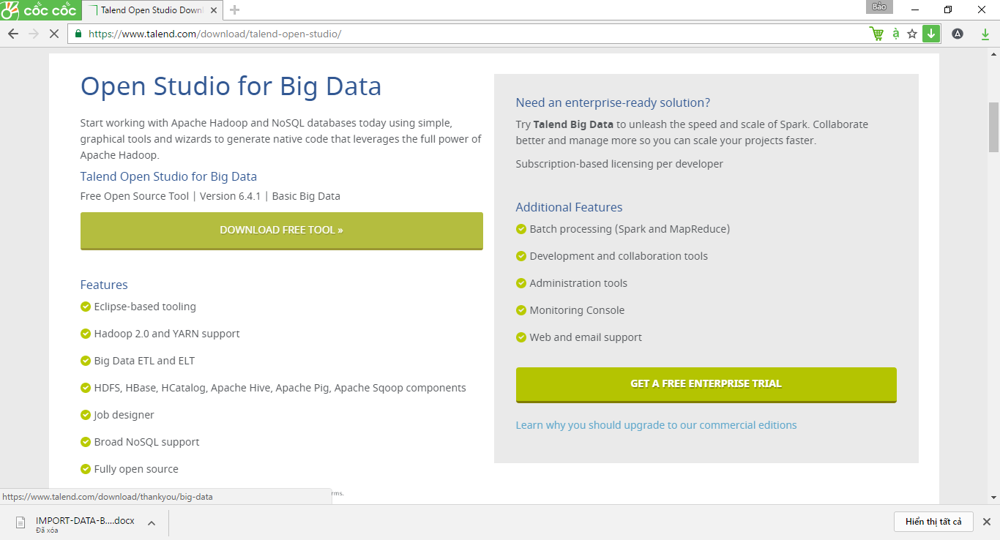 cốc cốc
Talend Open Studio Downl
Bảo
https://www.talend.com/download/talend-open-studio/
Open Studio for Big Data
Start working with Apache Hadoop and NoSQL databases today using simple,
graphical tools and wizards to generate native code that leverages the full power of
Apache Hadoop.
Talend Open Studio for Big Data
Free Open Source Tool | Version 6.4.1 | Basic Big Data
DOWNLOAD FREE TOOL »
Features
Eclipse-based tooling
Hadoop 2.0 and YARN support
Big Data ETL and ELT
HDFS, HBase, HCatalog, Apache Hive, Apache Pig, Apache Sqoop components
Job designer
Broad NoSQL support
Fully open source
Need an enterprise-ready solution?
Try Talend Big Data to unleash the speed and scale of Spark. Collaborate
better and manage more so you can scale your projects faster.
Subscription-based licensing per developer
Additional Features
Batch processing (Spark and MapReduce)
Development and collaboration tools
Administration tools
Monitoring Console
Web and email support
GET A FREE ENTERPRISE TRIAL
Learn why you should upgrade to our commercial editions
rms.
https://www.talend.com/download/thankyou/big-data
IMPORT-DATA-B....docx
Đã xóa
Hiển thị tất cả